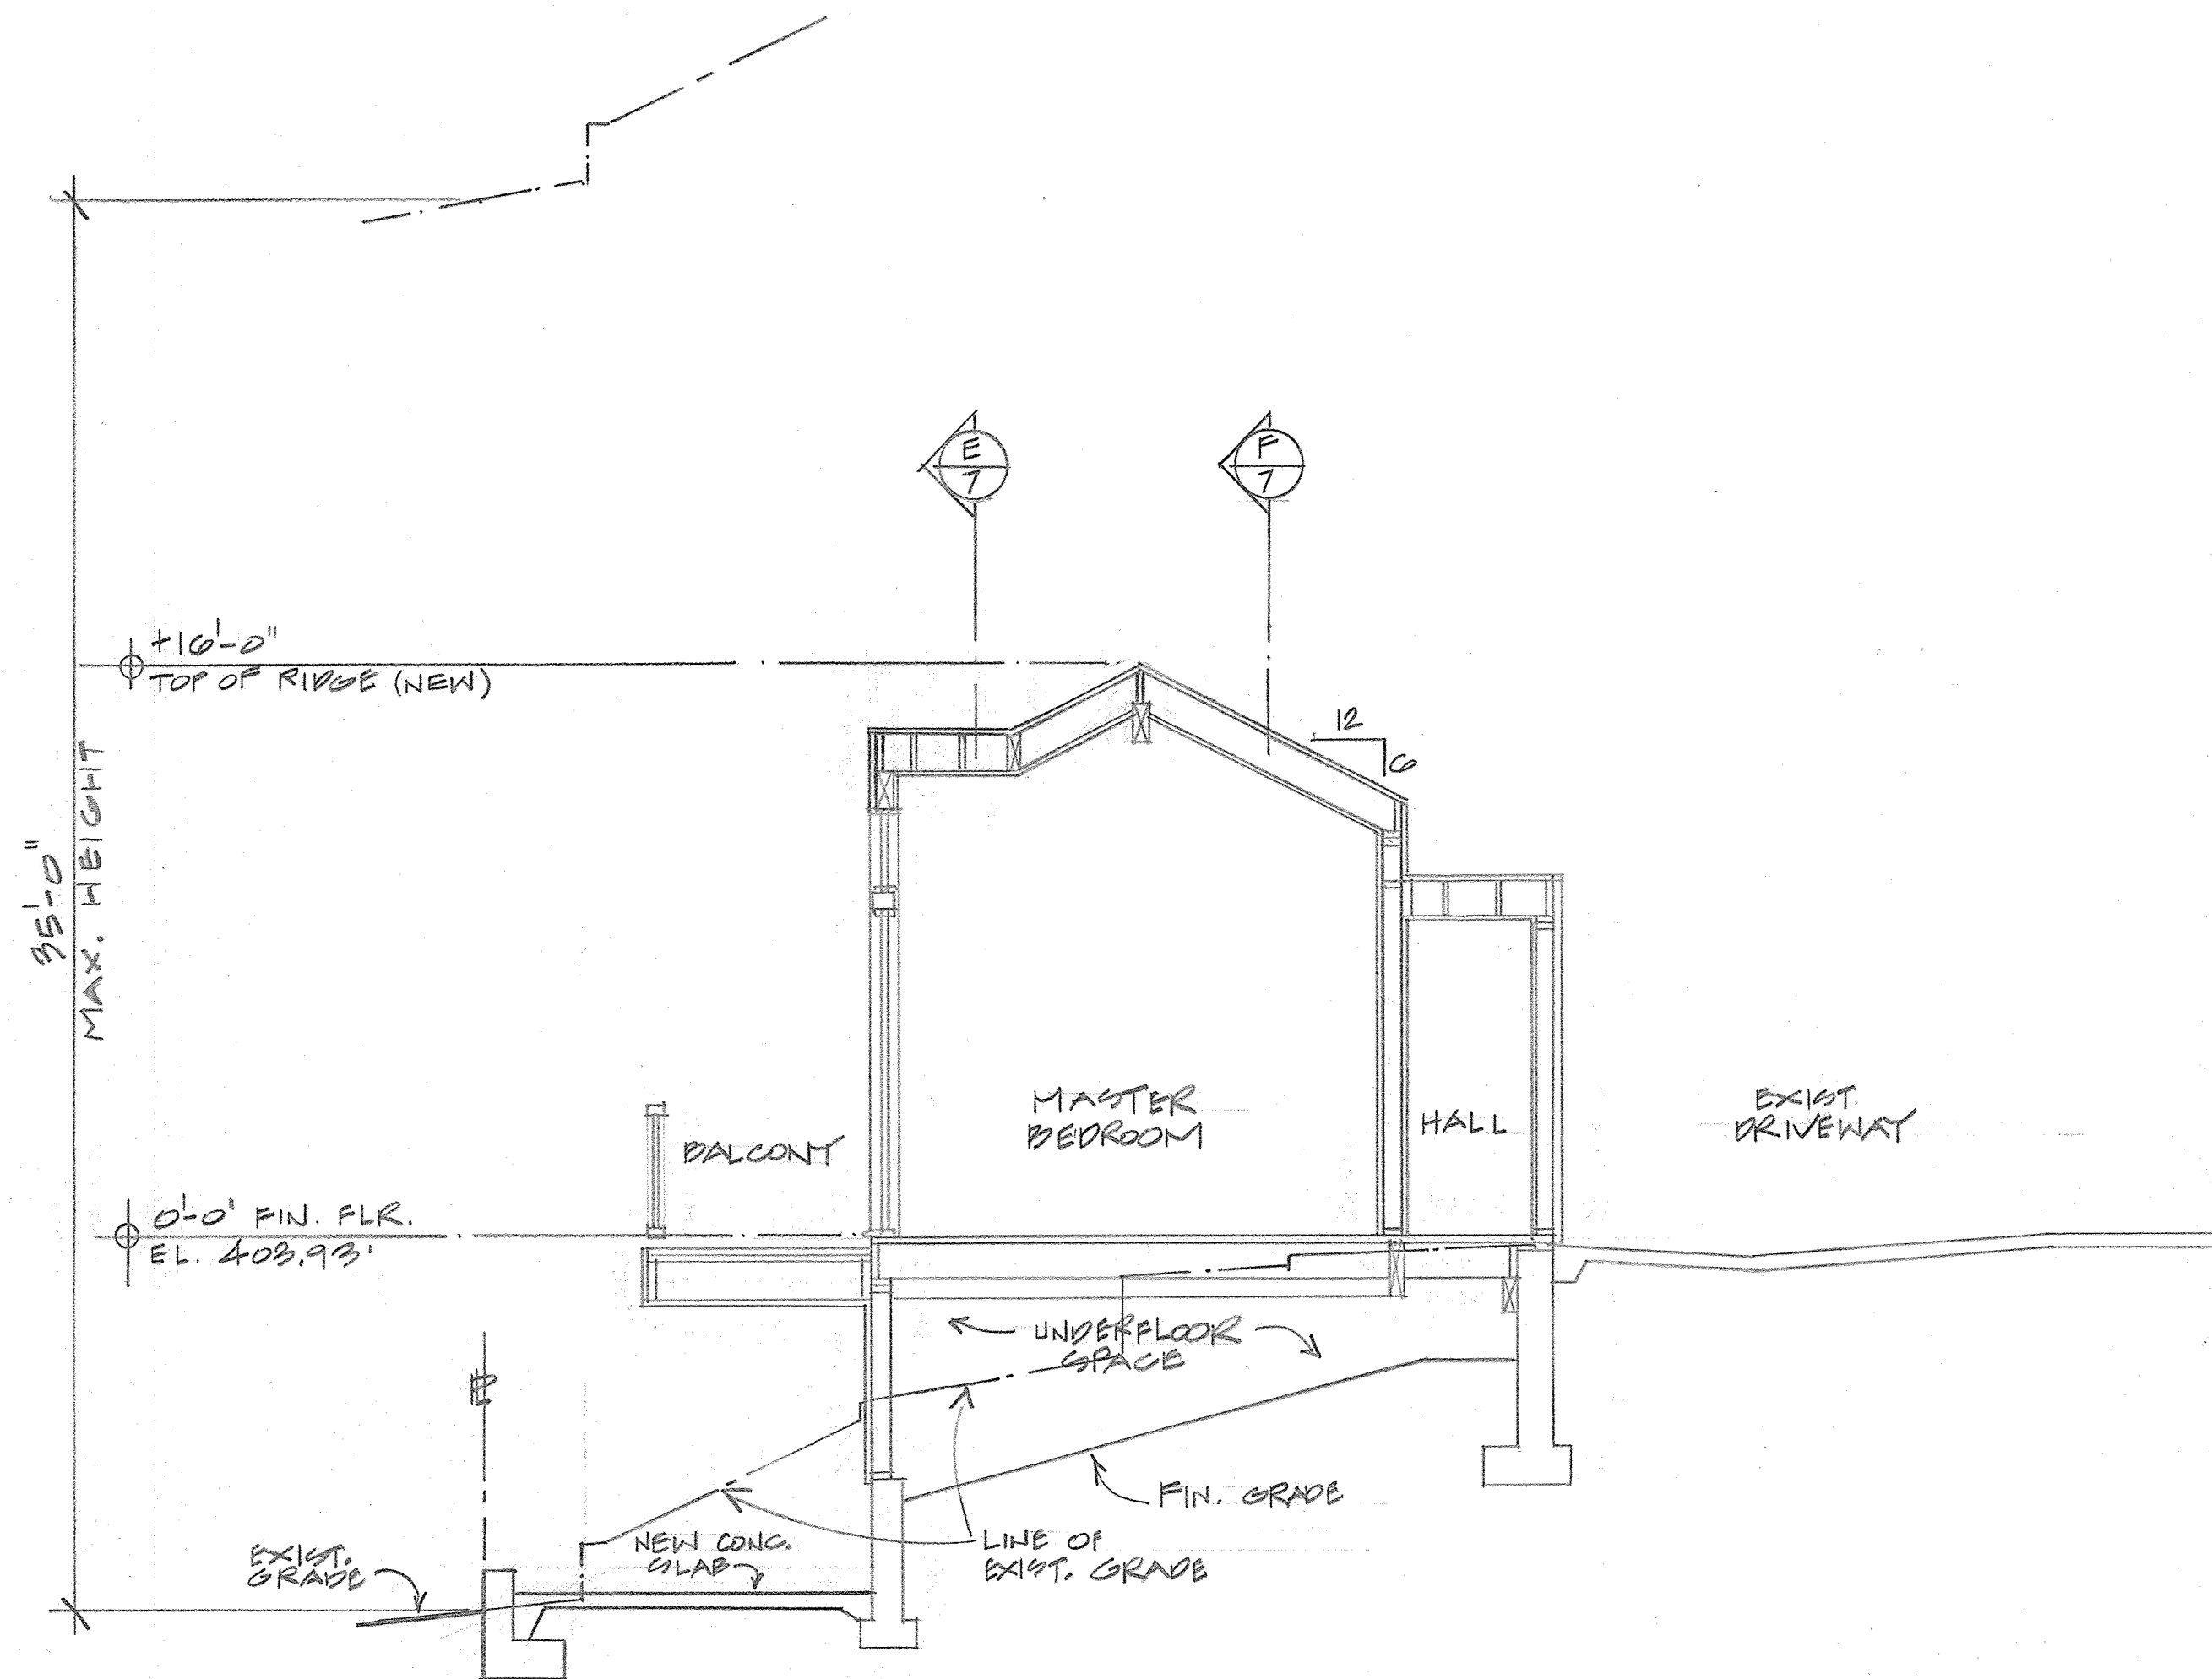 E
7
F
7
+16'-0"
TOP OF RIDGE (NEW)
12
6
35'-0"
MAX. HEIGHT
MASTER
BEDROOM
HALL
EXIST.
DRIVEWAY
BALCONY
0'-0' FIN. FLR.
EL. 403.93'
UNDERFLOOR
SPACE
PL
FIN. GRADE
NEW CONC.
SLAB
LINE OF
EXIST. GRADE
EXIST.
GRADE